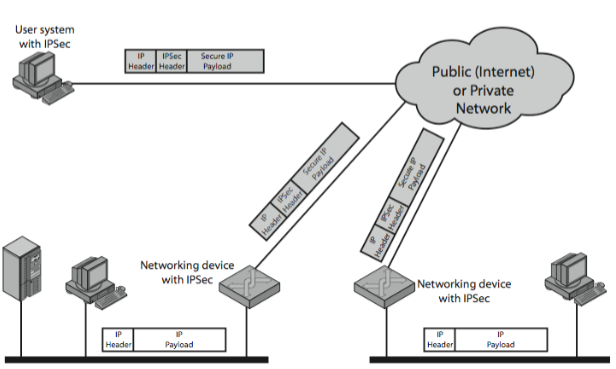 User system
with IPSec
IP
Header
IPSec
Header
Secure IP
Payload
Public (Internet)
or Private
Network
IP
Header
IPSec
Header
Secure IP
Payload
IP
Header
IPSec
Header
Secure IP
Payload
Networking device
with IPSec
Networking device
with IPSec
IP
Header
IP
Payload
IP
Header
IP
Payload